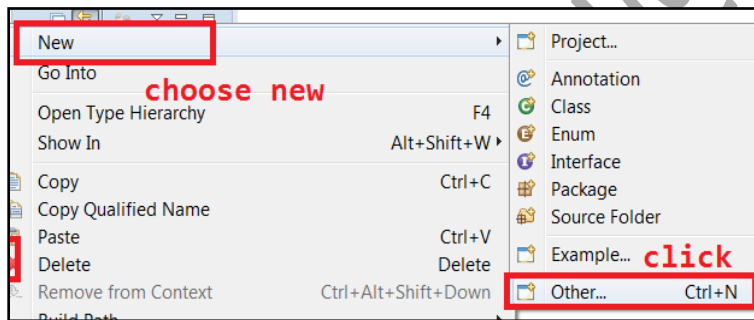 New
Go Into
choose new
Open Type Hierarchy F4
Show In Alt+Shift+W
Copy Ctrl+C
Copy Qualified Name
Paste Ctrl+V
Delete Delete
Remove from Context Ctrl+Alt+Shift+Down
Build Path
Project...
Annotation
Class
Enum
Interface
Package
Source Folder
Example... click
Other... Ctrl+N